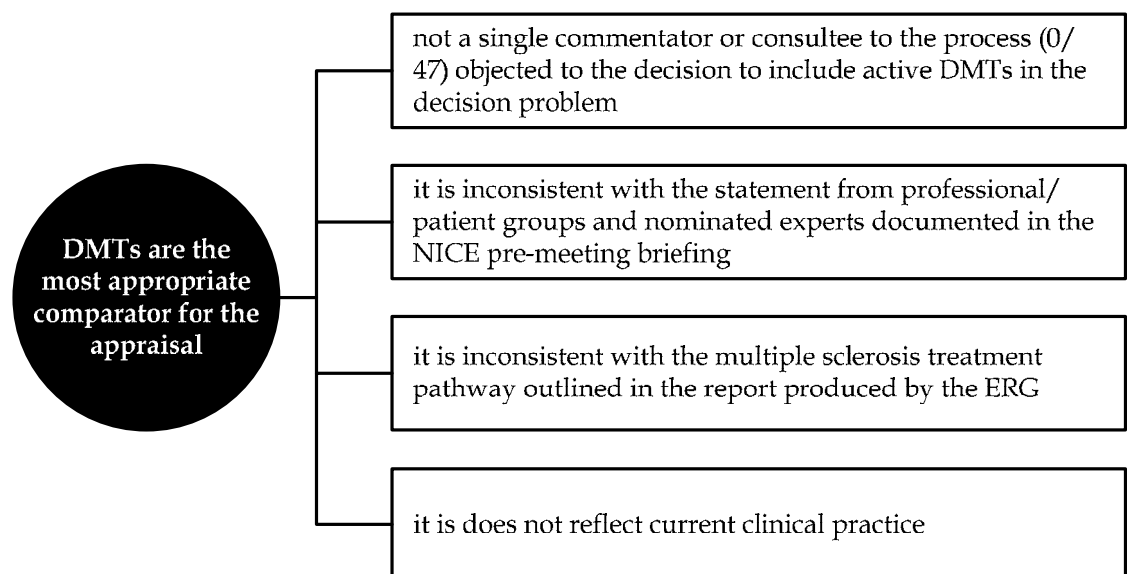 DMTs are the
most appropriate
comparator for the
appraisal
not a single commentator or consultee to the process (0/
47) objected to the decision to include active DMTs in the
decision problem
it is inconsistent with the statement from professional/
patient groups and nominated experts documented in the
NICE pre-meeting briefing
it is inconsistent with the multiple sclerosis treatment
pathway outlined in the report produced by the ERG
it is does not reflect current clinical practice